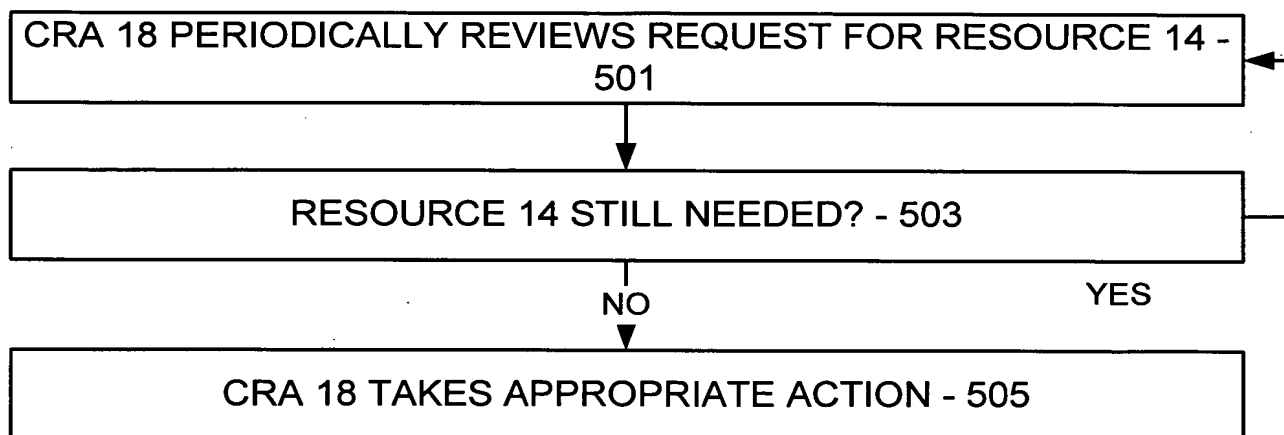 CRA 18 PERIODICALLY REVIEWS REQUEST FOR RESOURCE 14 -
501
RESOURCE 14 STILL NEEDED? - 503
NO
YES
CRA 18 TAKES APPROPRIATE ACTION - 505